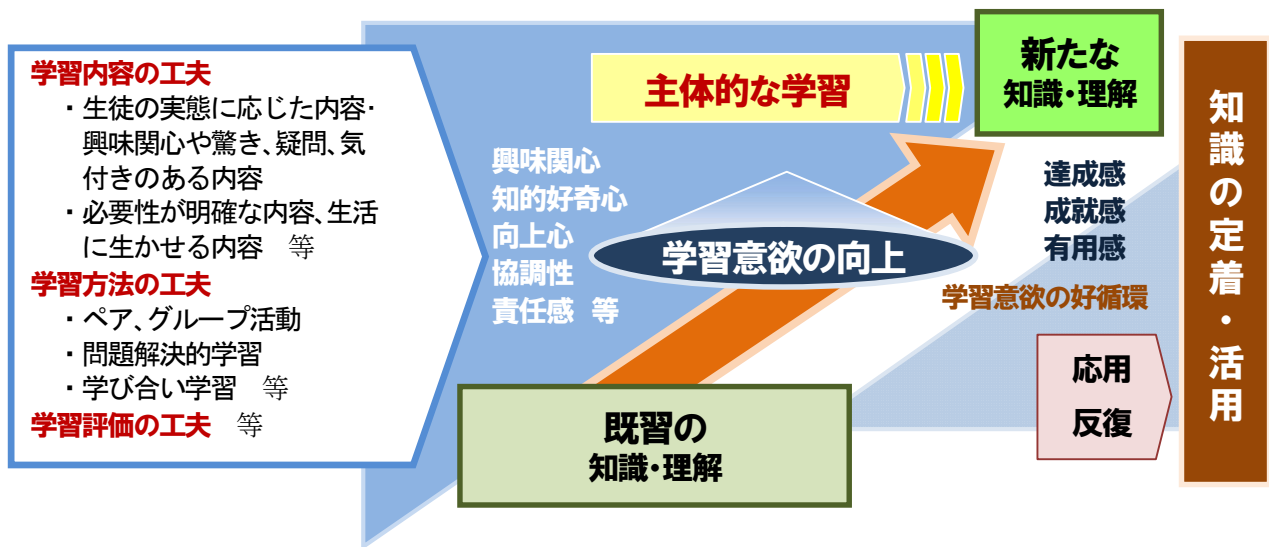 学習内容の工夫
・生徒の実態に応じた内容・
興味関心や驚き、疑問、気
付きのある内容
・必要性が明確な内容、生活
に生かせる内容　等
学習方法の工夫
・ペア、グループ活動
・問題解決的学習
・学び合い学習　等
学習評価の工夫　等
興味関心
知的好奇心
向上心
協調性
責任感　等
主体的な学習
学習意欲の向上
既習の
知識・理解
新たな
知識・理解
達成感
成就感
有用感
学習意欲の好循環
応用
反復
知識の定着・活用